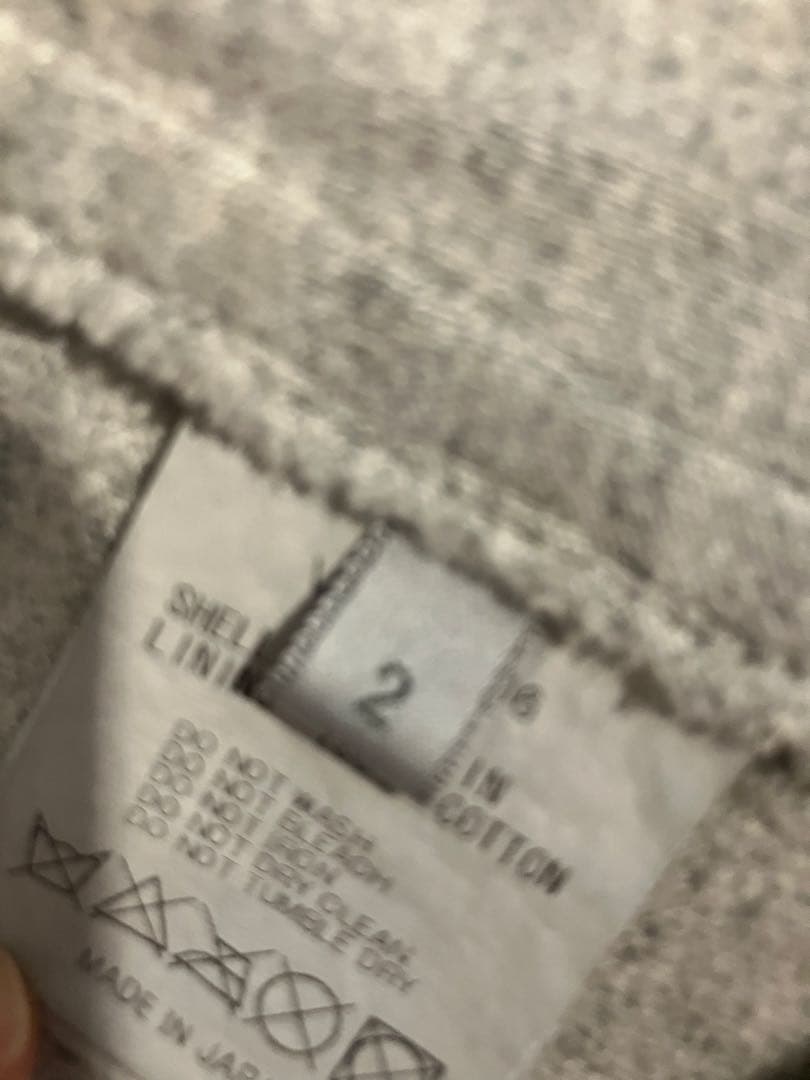 2
SHEL
LINI
IN
COTTON
DO NOT WASH
DO NOT BLEACH
DO NOT IRON
DO NOT DRY CLEAN
DO NOT TUMBLE DRY
MADE IN JAPA